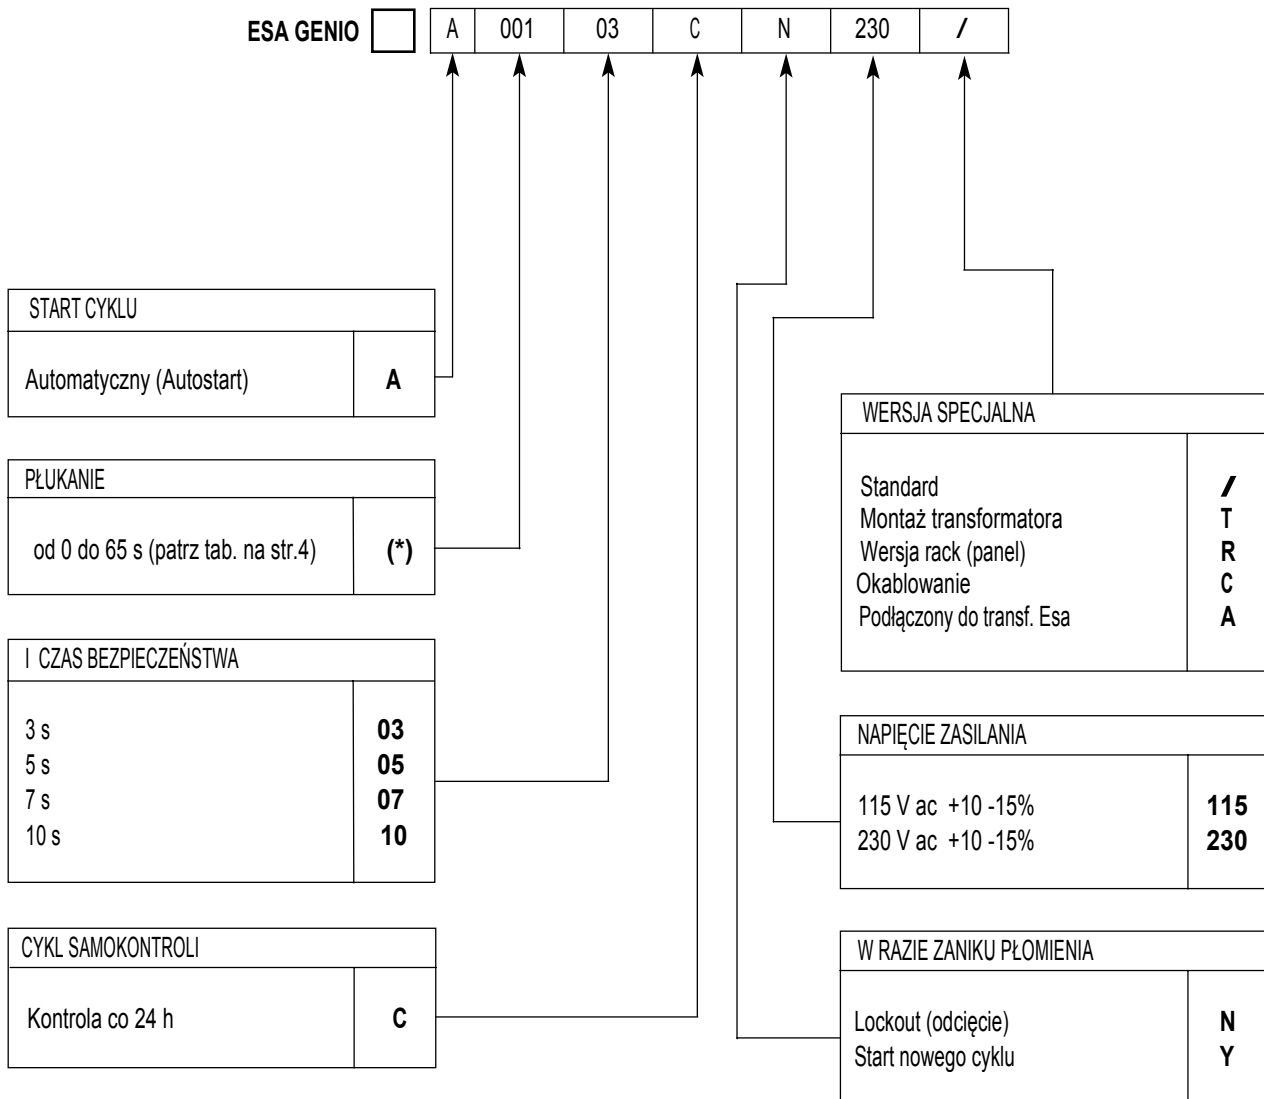 ESA GENIO A 001 03 C N 230 /
START CYKLU
Automatyczny (Autostart) A
PŁUKANIE
od 0 do 65 s (patrz tab. na str.4) (*)
I CZAS BEZPIECZEŃSTWA
3 s 03
5 s 05
7 s 07
10 s 10
CYKL SAMOKONTROLI
Kontrola co 24 h C
WERSJA SPECJALNA
Standard /
Montaż transformatora T
Wersja rack (panel) R
Okablowanie C
Podłączony do transf. Esa A
NAPIĘCIE ZASILANIA
115 V ac +10 -15% 115
230 V ac +10 -15% 230
W RAZIE ZANIKU PŁOMIENIA
Lockout (odcięcie) N
Start nowego cyklu Y